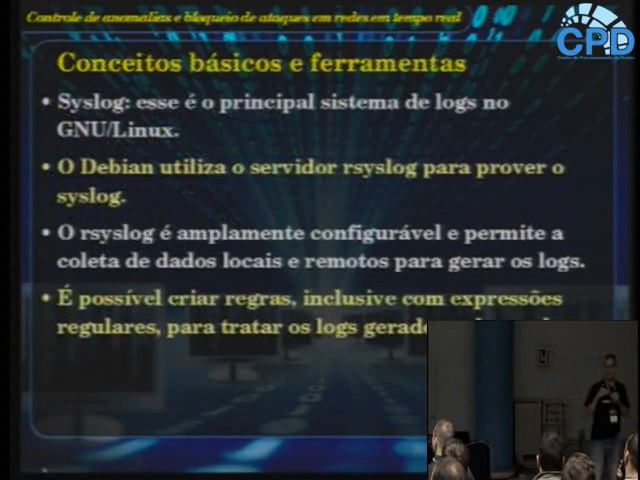 Controle de anomalias e bloqueio de ataques em redes em tempo real
CPD
Conceitos básicos e ferramentas
• Syslog: esse é o principal sistema de logs no
GNU/Linux.
• O Debian utiliza o servidor rsyslog para prover o
syslog.
• O rsyslog é amplamente configurável e permite a
coleta de dados locais e remotos para gerar os logs.
• É possível criar regras, inclusive com expressões
regulares, para tratar os logs